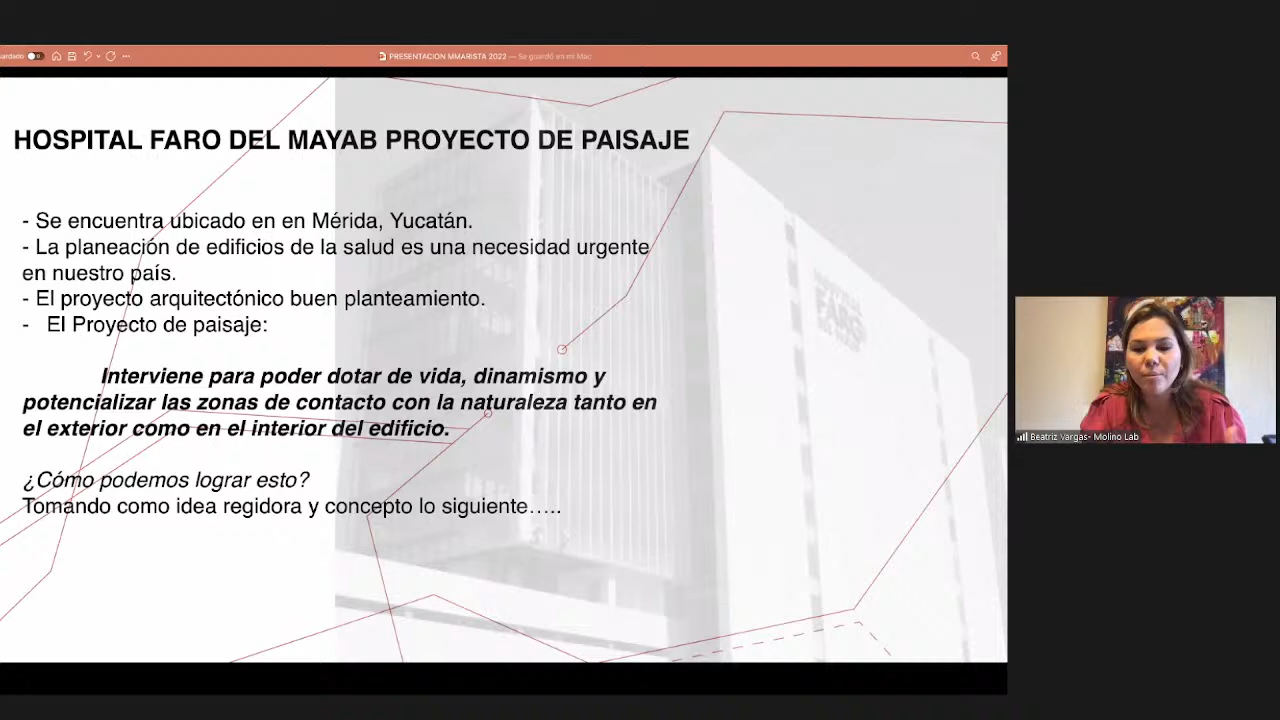 PRESENTACION MMARISTA 2022 — Se guardó en mi Mac
HOSPITAL FARO DEL MAYAB PROYECTO DE PAISAJE
- Se encuentra ubicado en en Mérida, Yucatán.
- La planeación de edificios de la salud es una necesidad urgente
en nuestro país.
- El proyecto arquitectónico buen planteamiento.
- El Proyecto de paisaje:
Interviene para poder dotar de vida, dinamismo y
potencializar las zonas de contacto con la naturaleza tanto en
el exterior como en el interior del edificio.
¿Cómo podemos lograr esto?
Tomando como idea regidora y concepto lo siguiente…..
HOSPITAL
FARO
Beatriz Vargas- Molino Lab